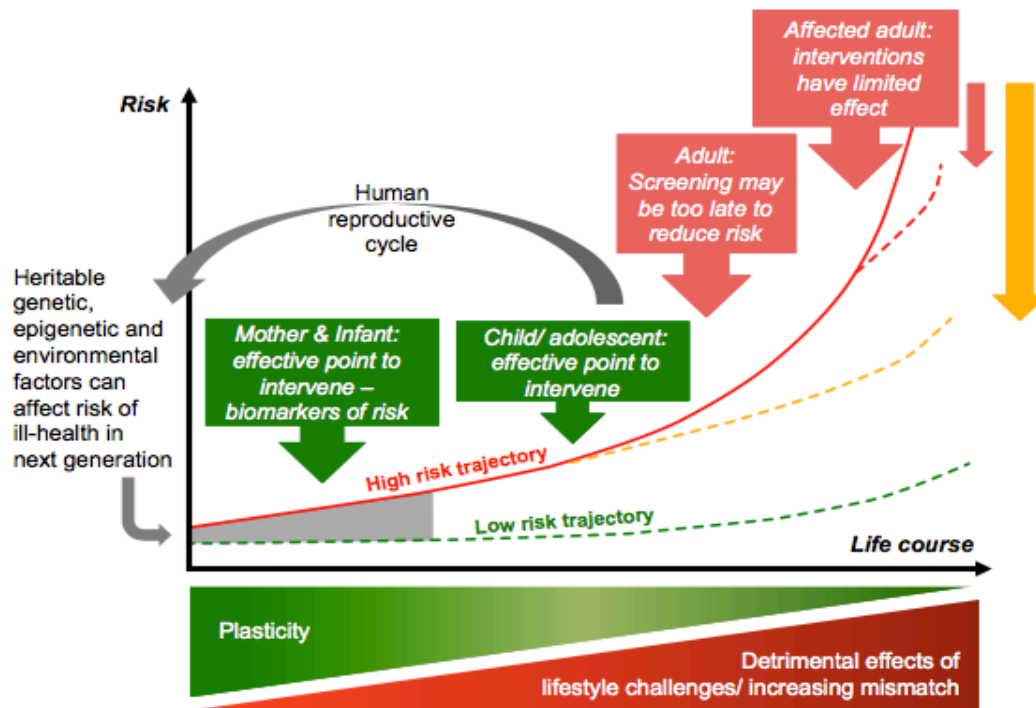 Affected adult:
interventions
have limited
effect
Risk
Adult:
Screening may
be too late to
reduce risk
Human
reproductive
cycle
Heritable
genetic,
epigenetic and
environmental
factors can
affect risk of
ill-health in
next generation
Mother & Infant:
effective point to
intervene –
biomarkers of risk
Child/ adolescent:
effective point to
intervene
High risk trajectory
Low risk trajectory
Life course
Plasticity
Detrimental effects of
lifestyle challenges/ increasing mismatch